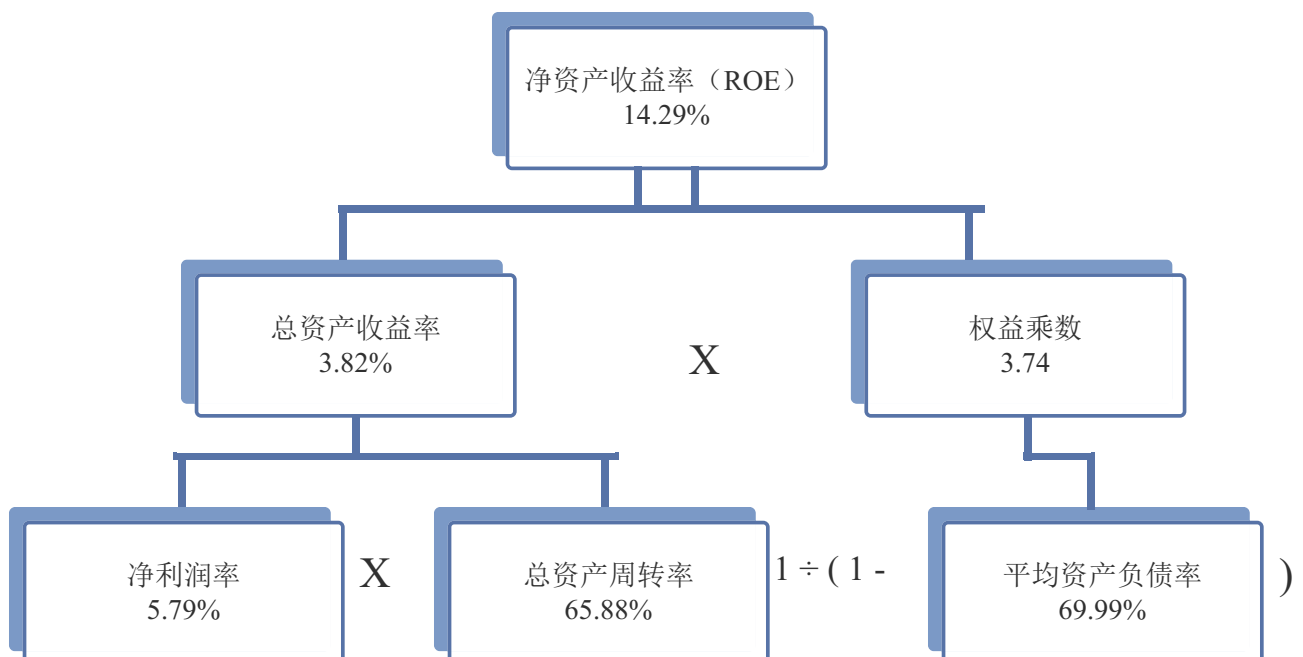 净资产收益率（ROE）
14.29%
总资产收益率
3.82%
X
权益乘数
3.74
净利润率
5.79%
X
总资产周转率
65.88%
1 ÷ ( 1 -
平均资产负债率
69.99%
)